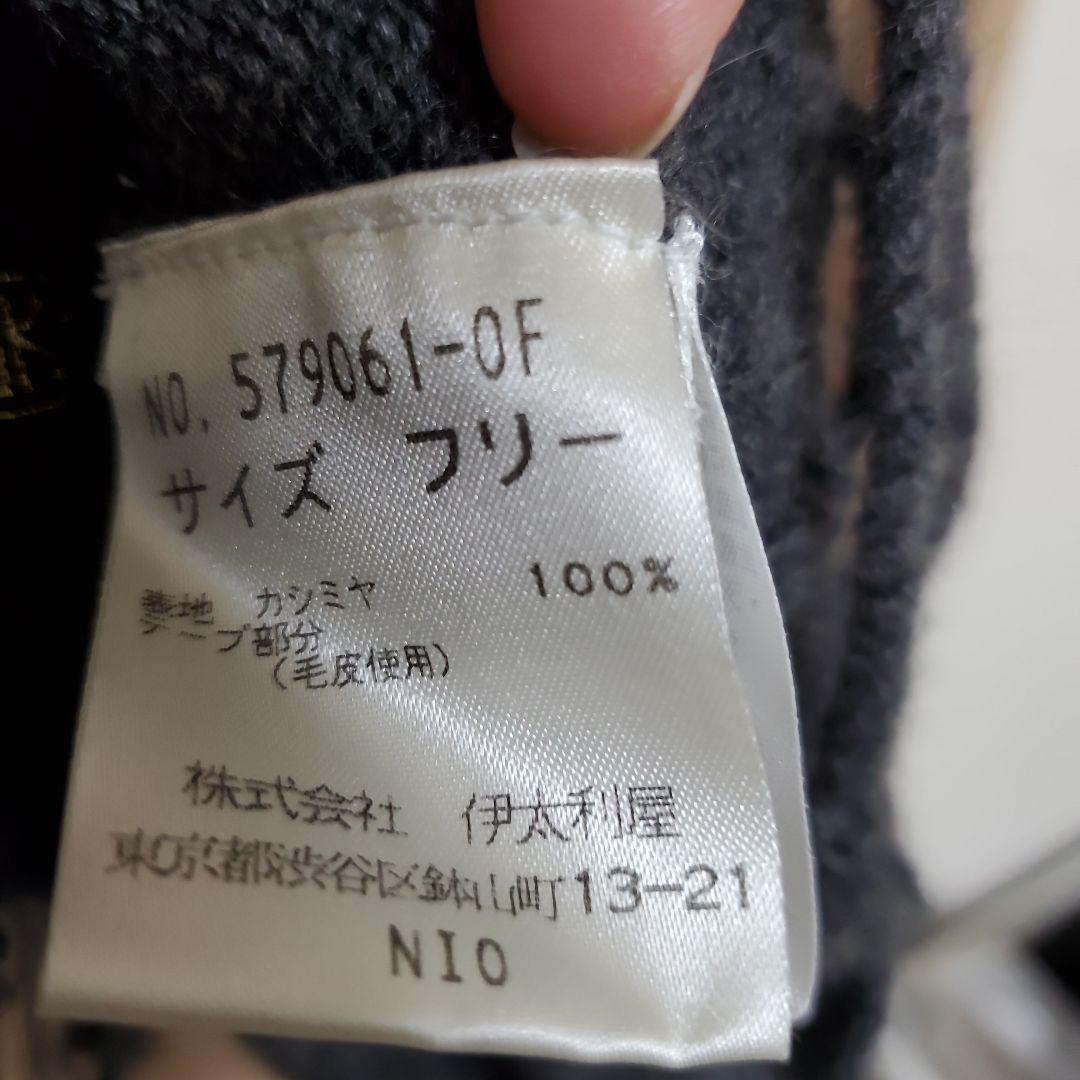 NO. 579061-0F
サイズ フリー
表地 カシミヤ 100%
テープ部分
(毛皮使用)
株式会社 伊太利屋
東京都渋谷区鉢山町13-21
NIO